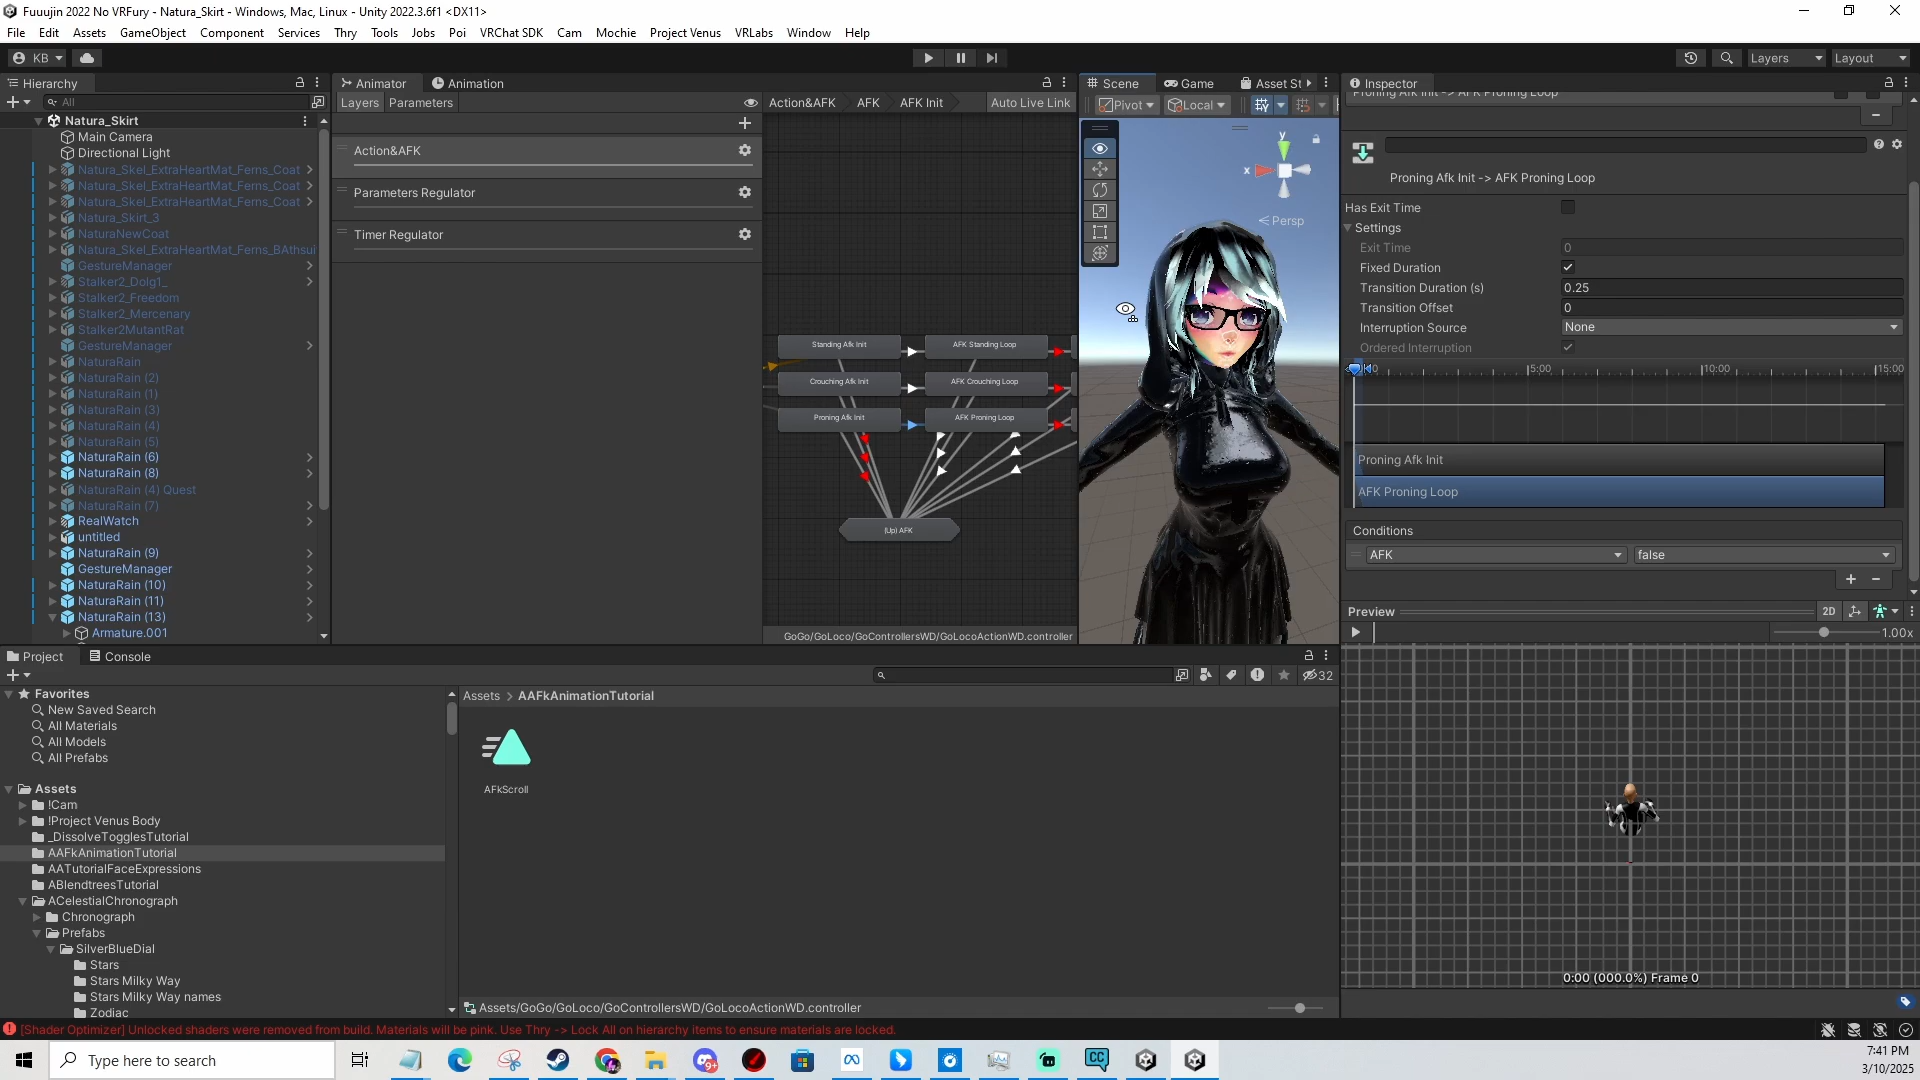 Fuuujin 2022 No VRFury - Natura_Skirt - Windows, Mac, Linux - Unity 2022.3.6f1 <DX11>
File Edit Assets GameObject Component Services Thry Tools Jobs Poi VRChat SDK Cam Mochie Project Venus VRLabs Window Help
KB
Layers
Layout
Hierarchy
All
Natura_Skirt
Main Camera
Directional Light
Natura_Skel_ExtraHeartMat_Ferns_Coat
Natura_Skel_ExtraHeartMat_Ferns_Coat
Natura_Skel_ExtraHeartMat_Ferns_Coat
Natura_Skirt_3
NaturaNewCoat
Natura_Skel_ExtraHeartMat_Ferns_BAthsui
GestureManager
Stalker2_Dolg1_
Stalker2_Freedom
Stalker2_Mercenary
Stalker2MutantRat
GestureManager
NaturaRain
NaturaRain (2)
NaturaRain (1)
NaturaRain (3)
NaturaRain (4)
NaturaRain (5)
NaturaRain (6)
NaturaRain (8)
NaturaRain (4) Quest
NaturaRain (7)
RealWatch
untitled
NaturaRain (9)
GestureManager
NaturaRain (10)
NaturaRain (11)
NaturaRain (13)
Armature.001
Animator
Animation
Layers
Parameters
Action&AFK
Parameters Regulator
Timer Regulator
Action&AFK
AFK
AFK Init
Auto Live Link
Standing Afk Init
AFK Standing Loop
Crouching Afk Init
AFK Crouching Loop
Proning Afk Init
AFK Proning Loop
(Up) AFK
GoGo/GoLoco/GoControllersWD/GoLocoActionWD.controller
Scene
Game
Asset St
Pivot
Local
y
x
Persp
Inspector
Proning Afk Init -> AFK Proning Loop
Proning Afk Init -> AFK Proning Loop
Has Exit Time
Settings
Exit Time 0
Fixed Duration
Transition Duration (s) 0.25
Transition Offset 0
Interruption Source None
Ordered Interruption
5:00
10:00
15:00
Proning Afk Init
AFK Proning Loop
Conditions
AFK false
Preview
2D
1.00x
0:00 (000.0%) Frame 0
Project
Console
32
Favorites
New Saved Search
All Materials
All Models
All Prefabs
Assets
!Cam
!Project Venus Body
_DissolveTogglesTutorial
AAFkAnimationTutorial
AATutorialFaceExpressions
ABlendtreesTutorial
ACelestialChronograph
Chronograph
Prefabs
SilverBlueDial
Stars
Stars Milky Way
Stars Milky Way names
Zodiac
Assets > AAFkAnimationTutorial
AFkScroll
Assets/GoGo/GoLoco/GoControllersWD/GoLocoActionWD.controller
[Shader Optimizer] Unlocked shaders were removed from build. Materials will be pink. Use Thry -> Lock All on hierarchy items to ensure materials are locked.
Type here to search
9+
CC
7:41 PM
3/10/2025